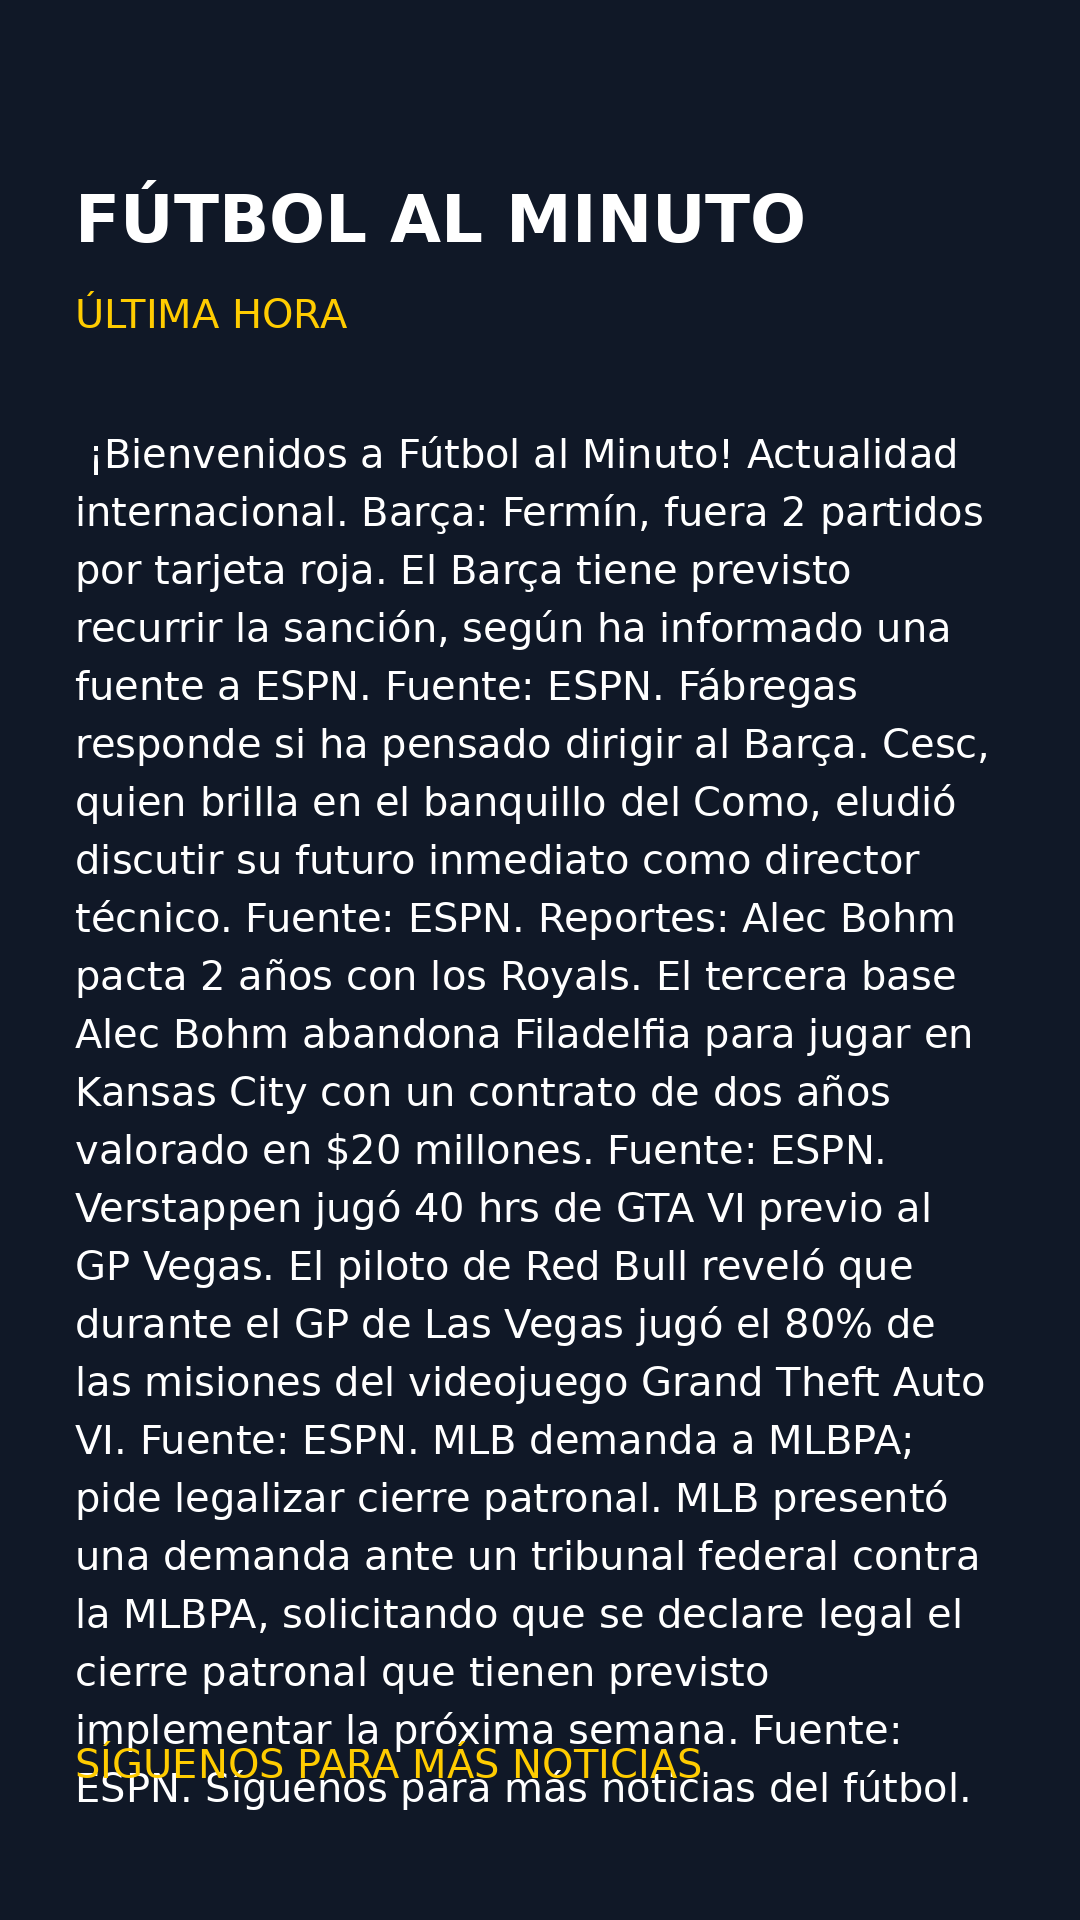 FÚTBOL AL MINUTO
ÚLTIMA HORA
¡Bienvenidos a Fútbol al Minuto! Actualidad
internacional. Barça: Fermín, fuera 2 partidos
por tarjeta roja. El Barça tiene previsto
recurrir la sanción, según ha informado una
fuente a ESPN. Fuente: ESPN. Fábregas
responde si ha pensado dirigir al Barça. Cesc,
quien brilla en el banquillo del Como, eludió
discutir su futuro inmediato como director
técnico. Fuente: ESPN. Reportes: Alec Bohm
pacta 2 años con los Royals. El tercera base
Alec Bohm abandona Filadelfia para jugar en
Kansas City con un contrato de dos años
valorado en $20 millones. Fuente: ESPN.
Verstappen jugó 40 hrs de GTA VI previo al
GP Vegas. El piloto de Red Bull reveló que
durante el GP de Las Vegas jugó el 80% de
las misiones del videojuego Grand Theft Auto
VI. Fuente: ESPN. MLB demanda a MLBPA;
pide legalizar cierre patronal. MLB presentó
una demanda ante un tribunal federal contra
la MLBPA, solicitando que se declare legal el
cierre patronal que tienen previsto
implementar la próxima semana. Fuente:
SÍGUENOS PARA MÁS NOTICIAS
ESPN. Síguenos para más noticias del fútbol.